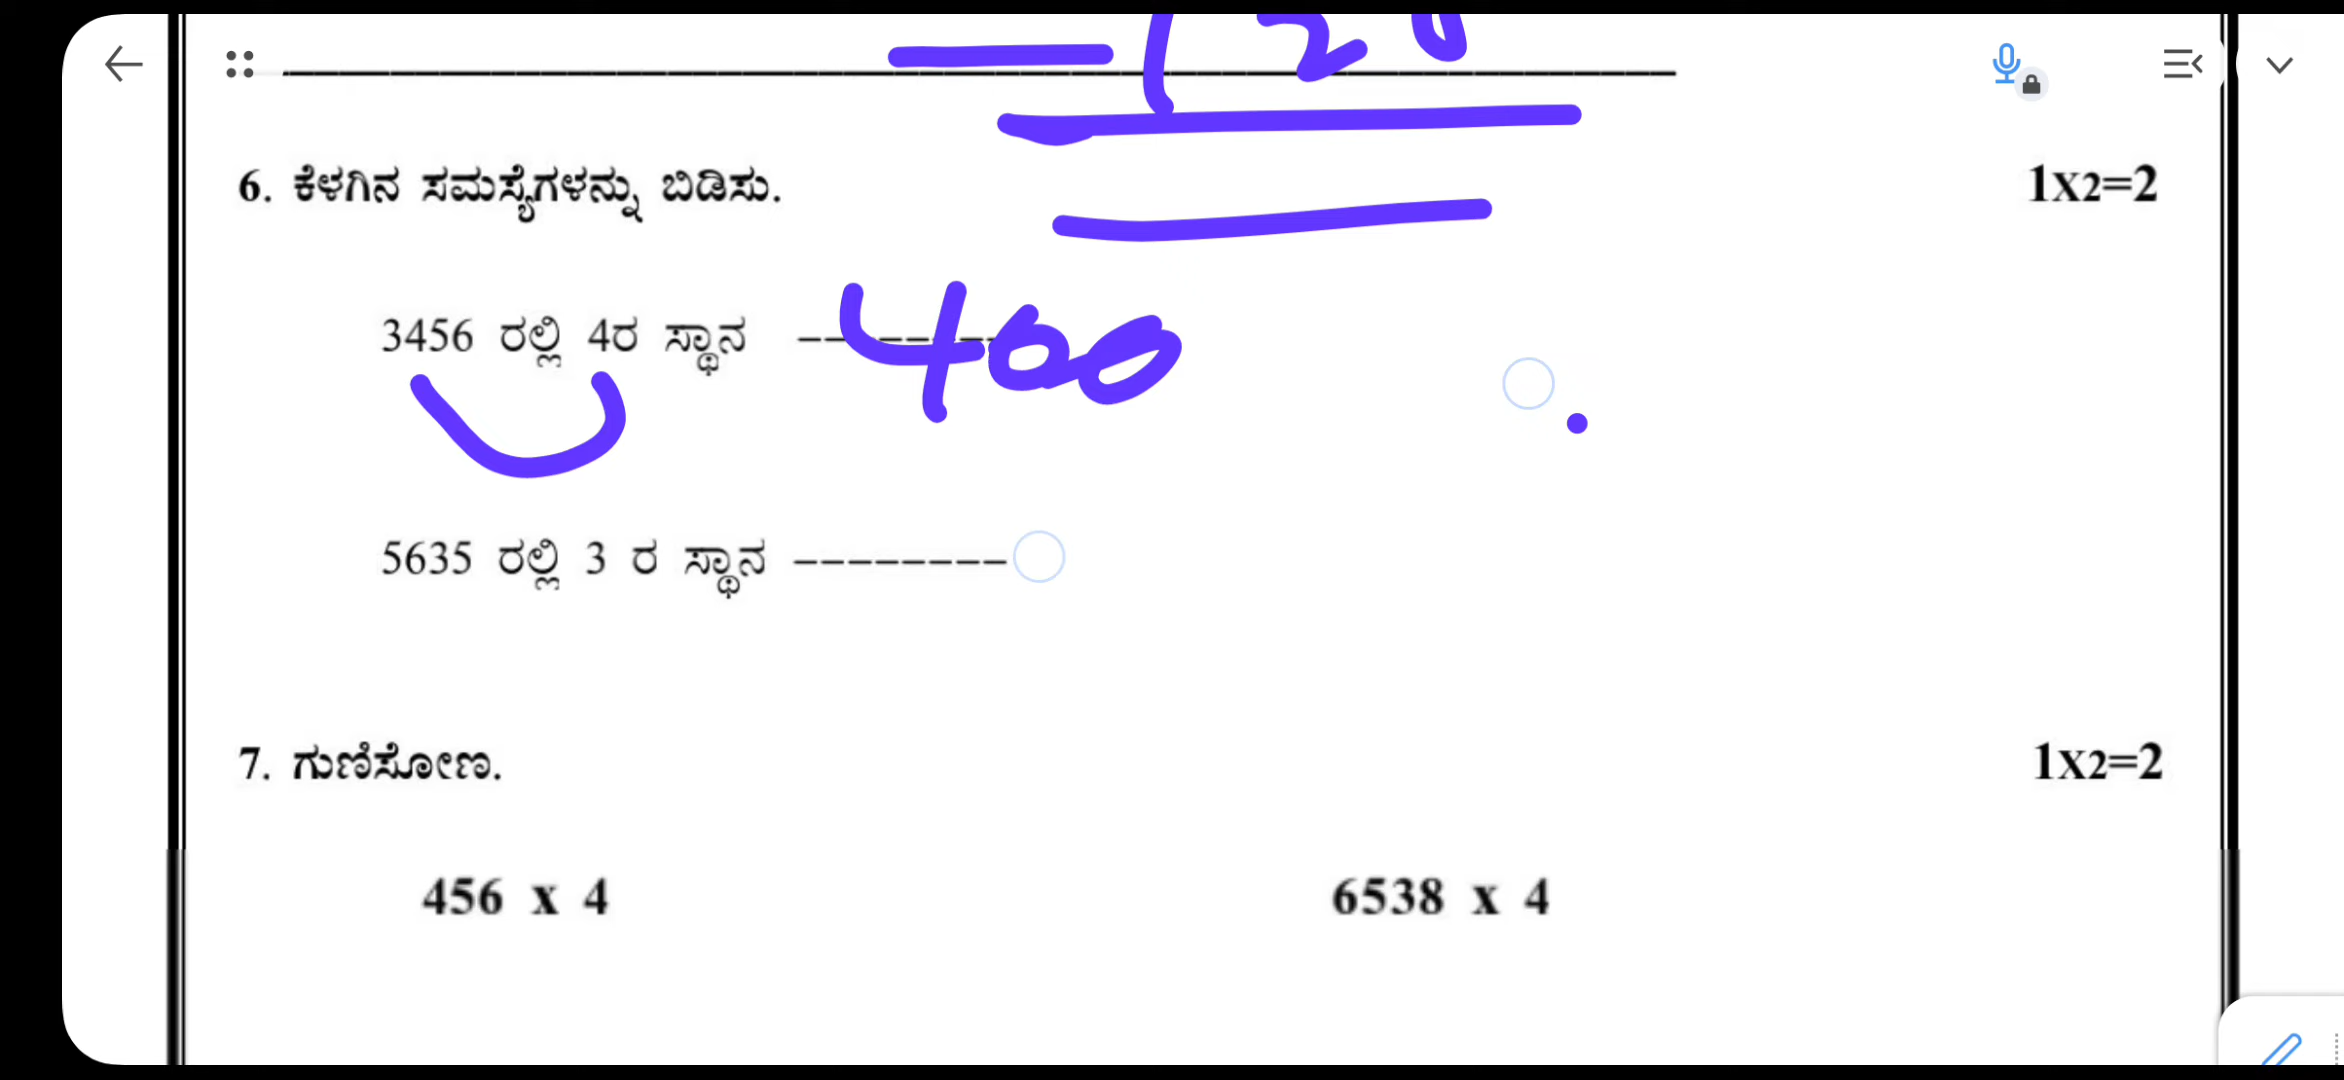 120
6. ಕೆಳಗಿನ ಸಮಸ್ಯೆಗಳನ್ನು ಬಿಡಿಸು. 1x2=2
3456 ರಲ್ಲಿ 4ರ ಸ್ಥಾನ -------- 400
5635 ರಲ್ಲಿ 3 ರ ಸ್ಥಾನ --------
7. ಗುಣಿಸೋಣ. 1x2=2
456 x 4 6538 x 4